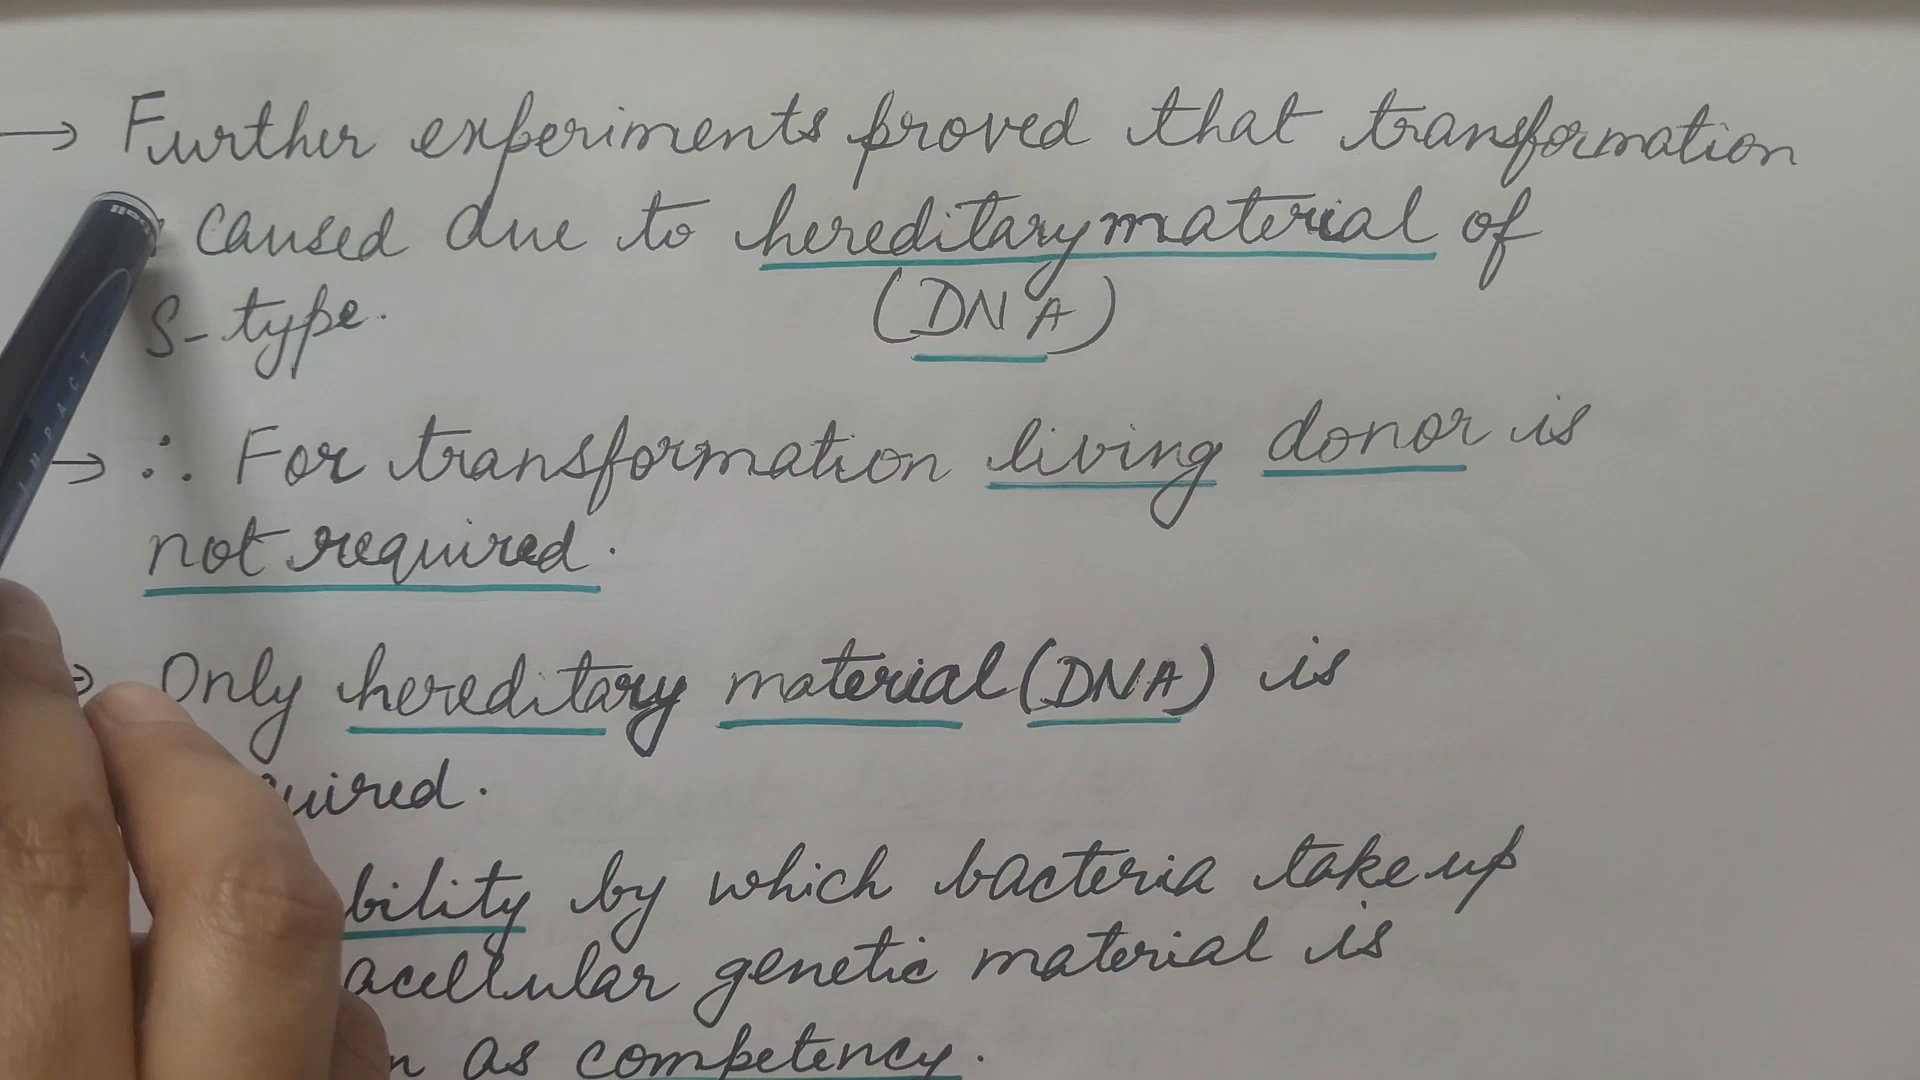 → Further experiments proved that transformation
caused due to hereditary material of
S-type. (DNA)
→ ∴ For transformation living donor is
not required.
→ Only hereditary material (DNA) is
uired.
bility by which bacteria take up
acellular genetic material is
n as competency.
IMPACT